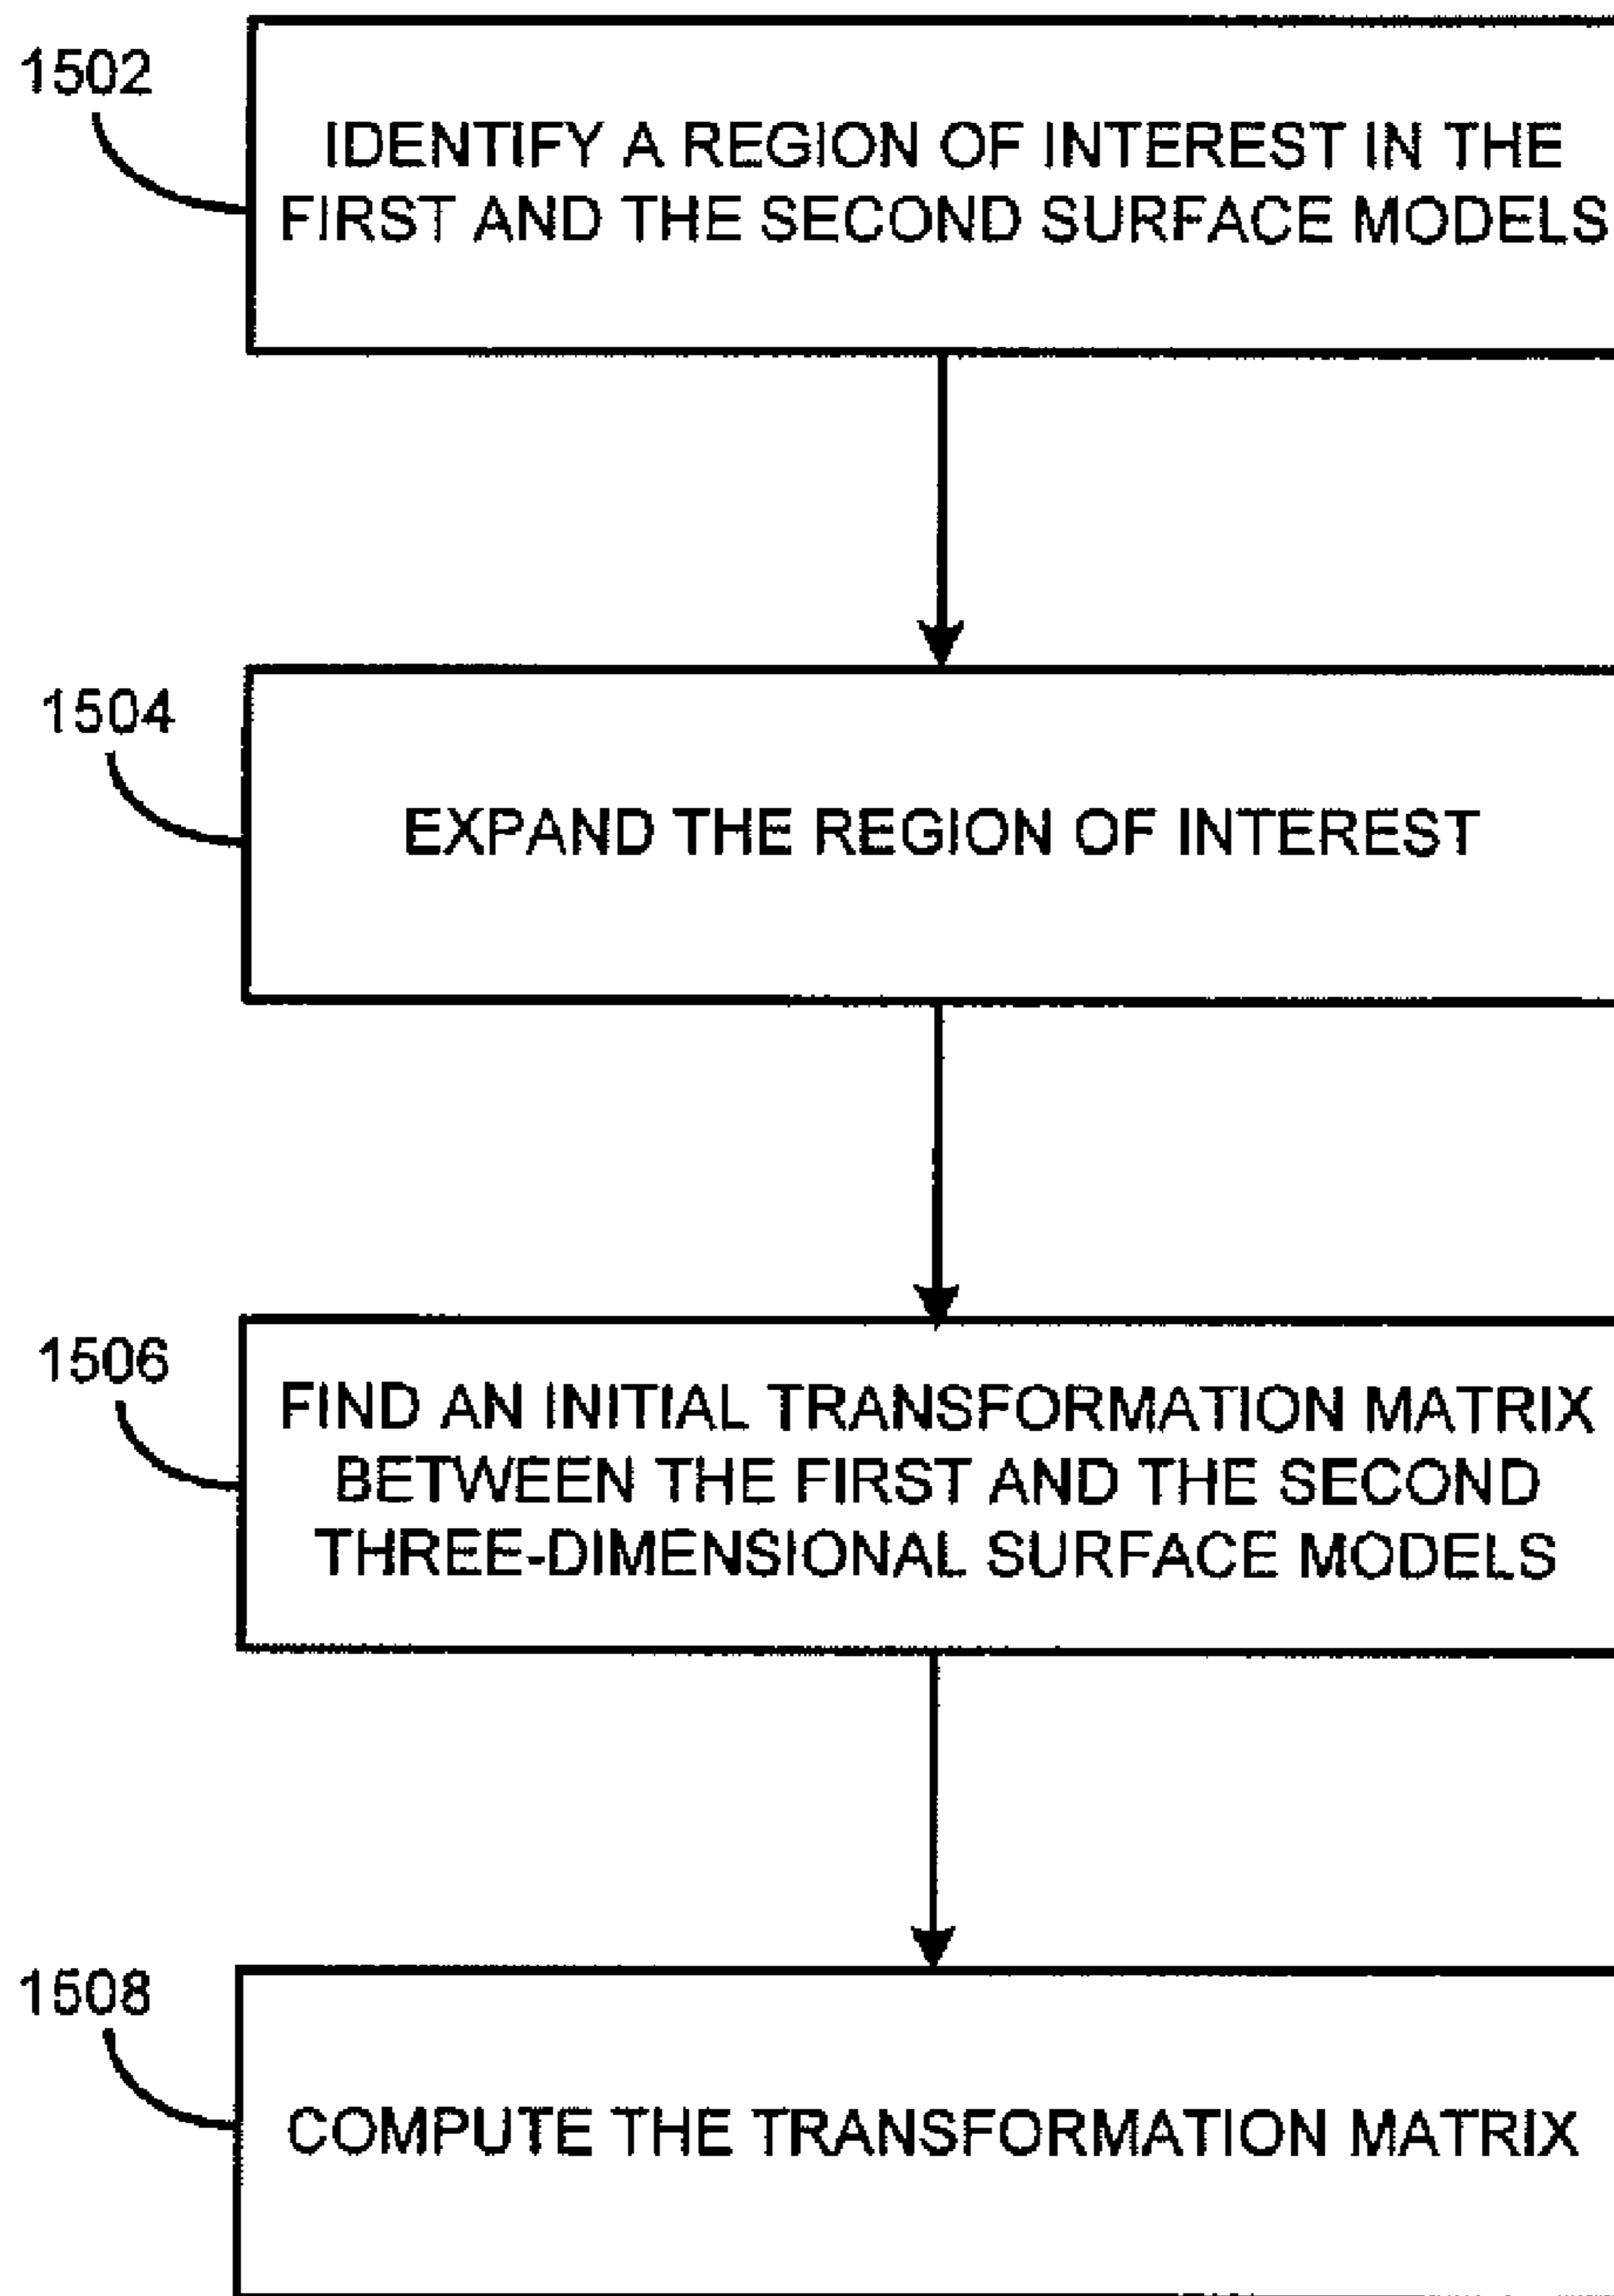 1502
IDENTIFY A REGION OF INTEREST IN THE
FIRST AND THE SECOND SURFACE MODELS
1504
EXPAND THE REGION OF INTEREST
1506
FIND AN INITIAL TRANSFORMATION MATRIX
BETWEEN THE FIRST AND THE SECOND
THREE-DIMENSIONAL SURFACE MODELS
1508
COMPUTE THE TRANSFORMATION MATRIX